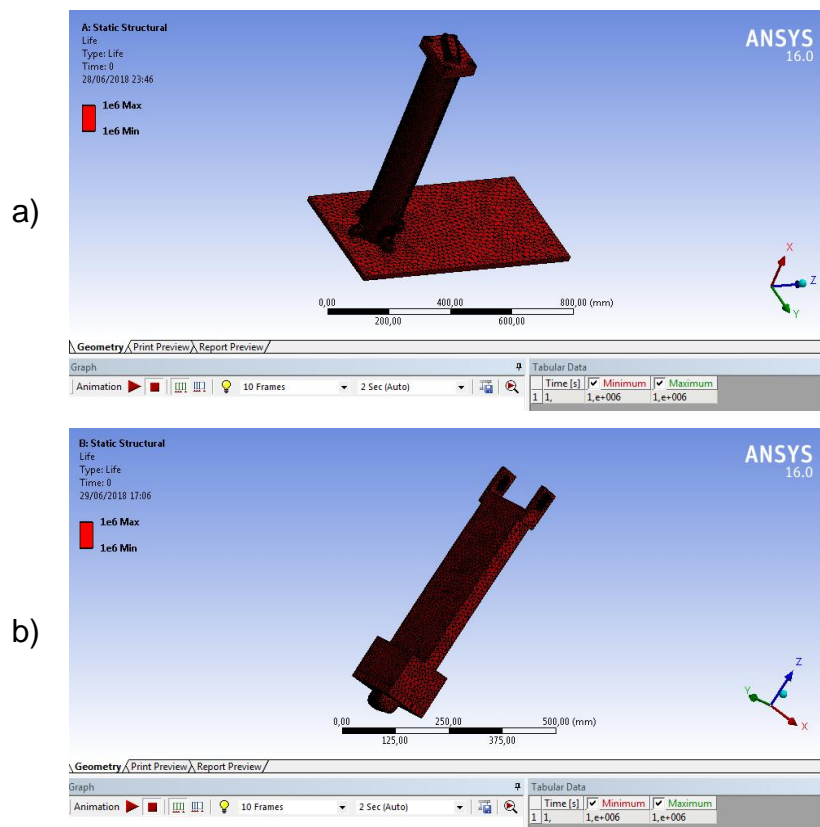 a)
A: Static Structural
Life
Type: Life
Time: 0
28/06/2018 23:46
1e6 Max
1e6 Min
ANSYS
16.0
X
Z
Y
0,00 400,00 800,00 (mm)
200,00 600,00
Geometry Print Preview Report Preview
Graph
Animation 10 Frames 2 Sec (Auto)
Tabular Data
Time [s] Minimum Maximum
1 1, 1,e+006 1,e+006
b)
B: Static Structural
Life
Type: Life
Time: 0
29/06/2018 17:06
1e6 Max
1e6 Min
ANSYS
16.0
Z
Y
X
0,00 250,00 500,00 (mm)
125,00 375,00
Geometry Print Preview Report Preview
Graph
Animation 10 Frames 2 Sec (Auto)
Tabular Data
Time [s] Minimum Maximum
1 1, 1,e+006 1,e+006